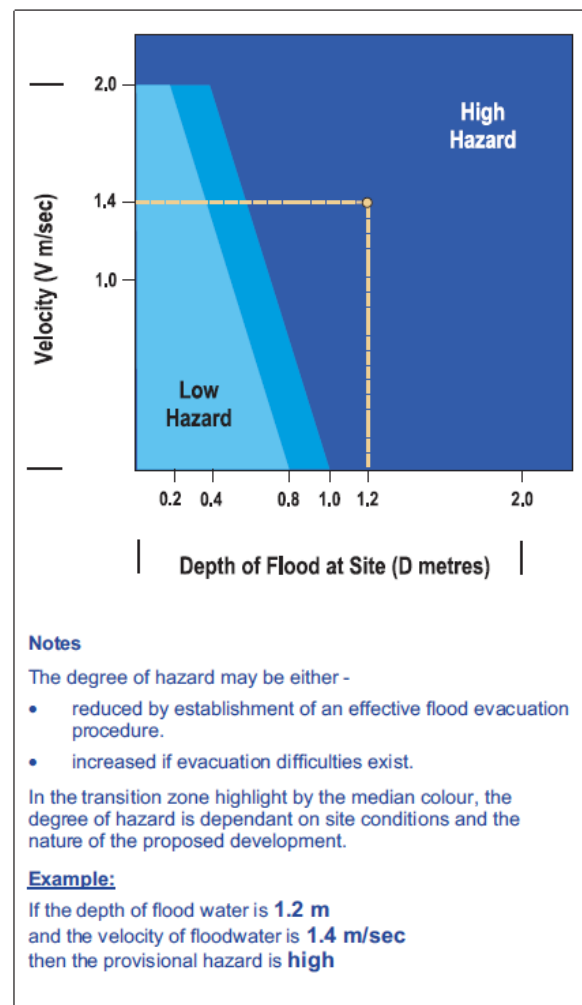 2.0
High
Hazard
1.4
Velocity (V m/sec)
1.0
Low
Hazard
0.2 0.4 0.8 1.0 1.2 2.0
Depth of Flood at Site (D metres)
Notes
The degree of hazard may be either -
• reduced by establishment of an effective flood evacuation
procedure.
• increased if evacuation difficulties exist.
In the transition zone highlight by the median colour, the
degree of hazard is dependant on site conditions and the
nature of the proposed development.
Example:
If the depth of flood water is 1.2 m
and the velocity of floodwater is 1.4 m/sec
then the provisional hazard is high